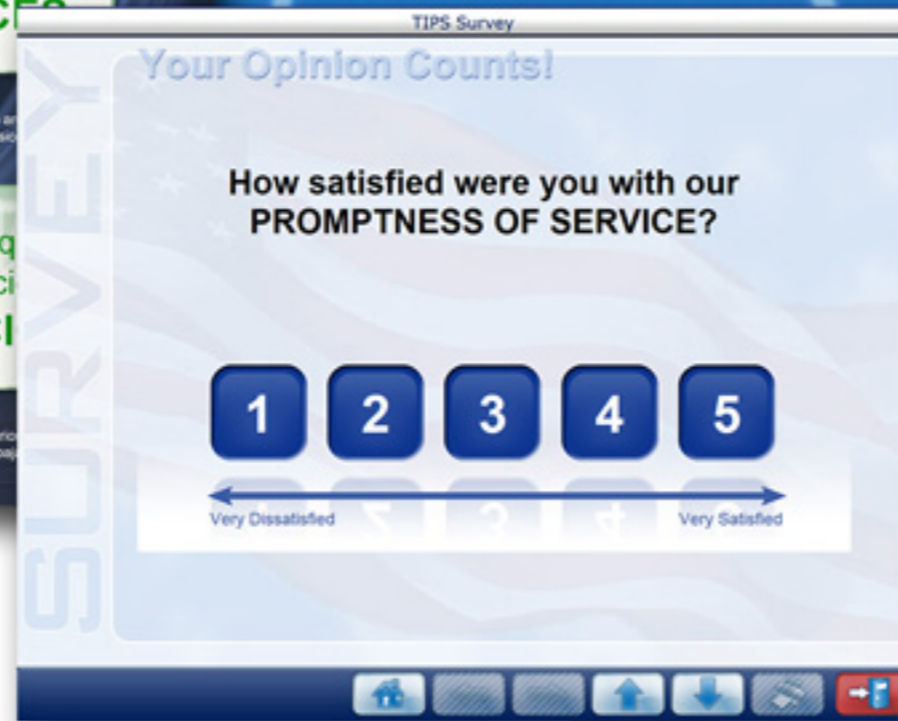 TIPS Survey
Your Opinion Counts!
SURVEY
How satisfied were you with our
PROMPTNESS OF SERVICE?
1 2 3 4 5
Very Dissatisfied Very Satisfied